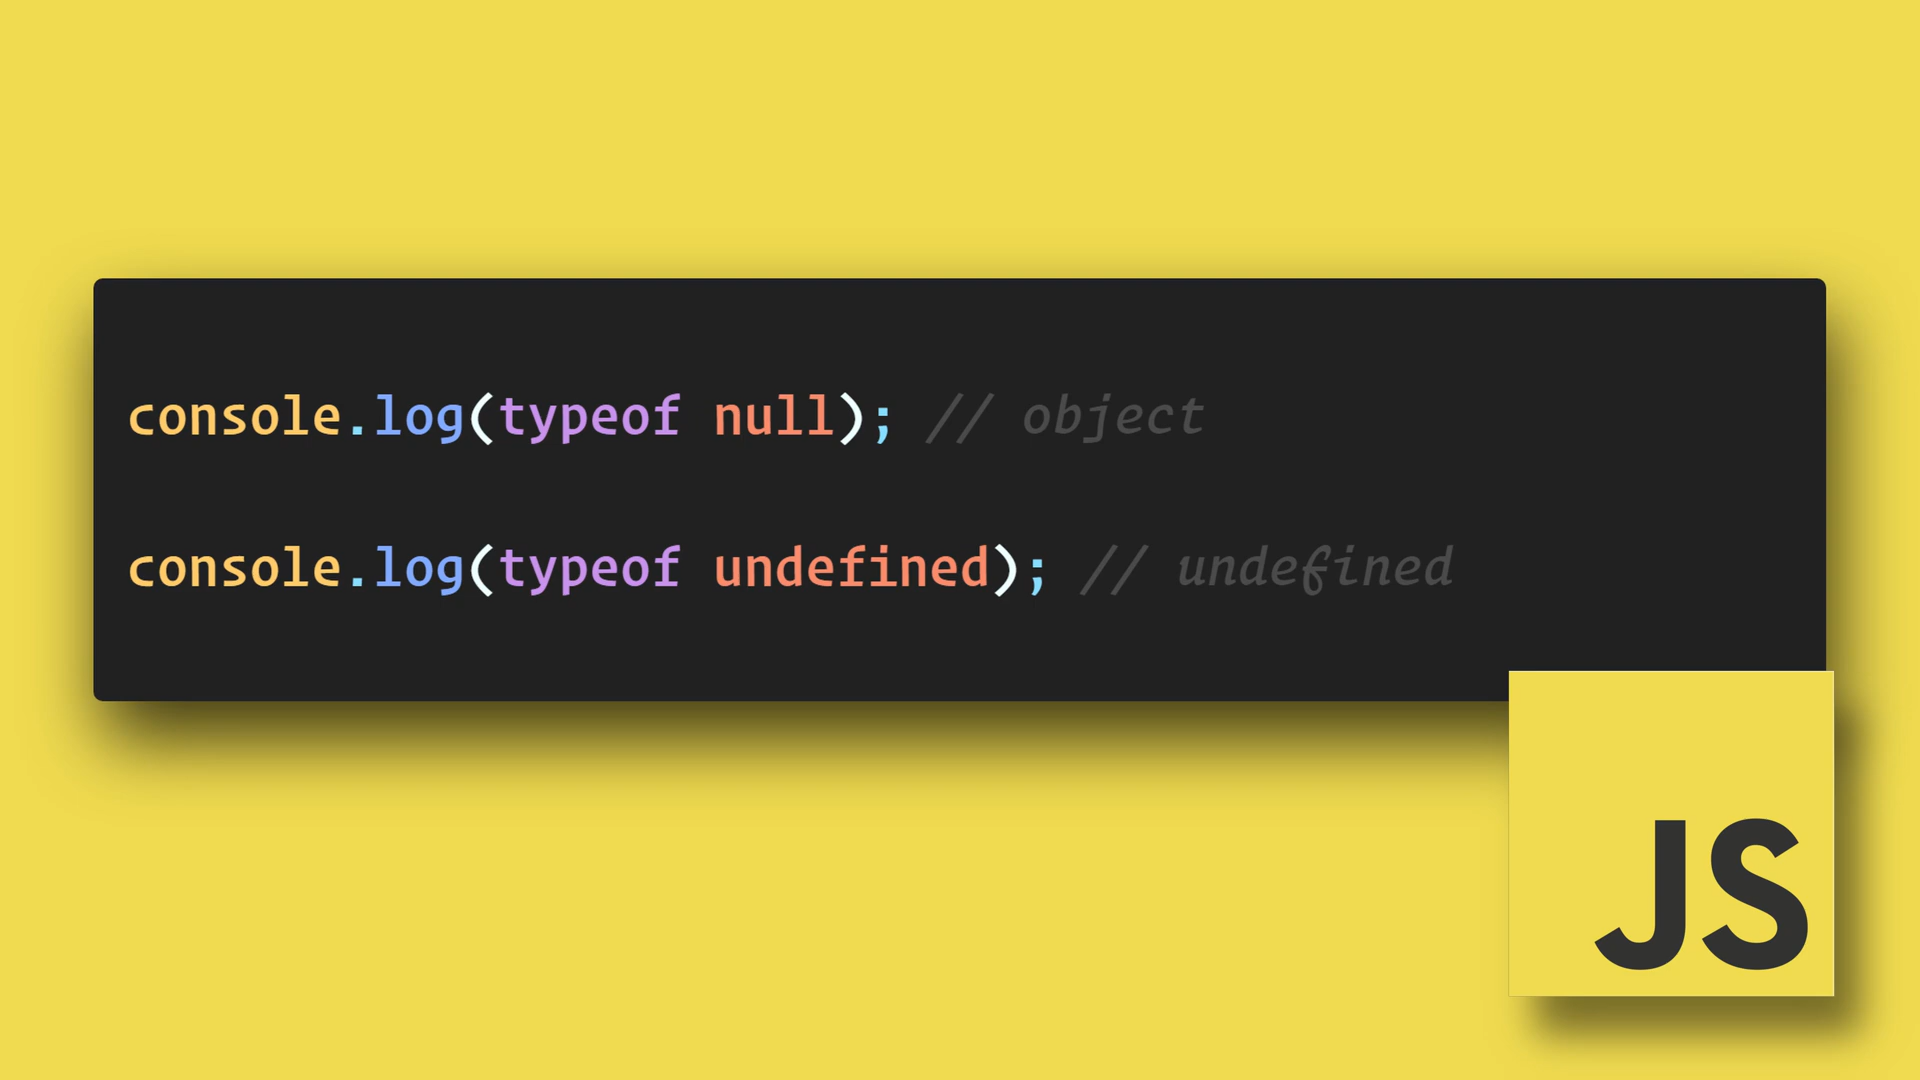 console.log(typeof null); // object
console.log(typeof undefined); // undefined
JS